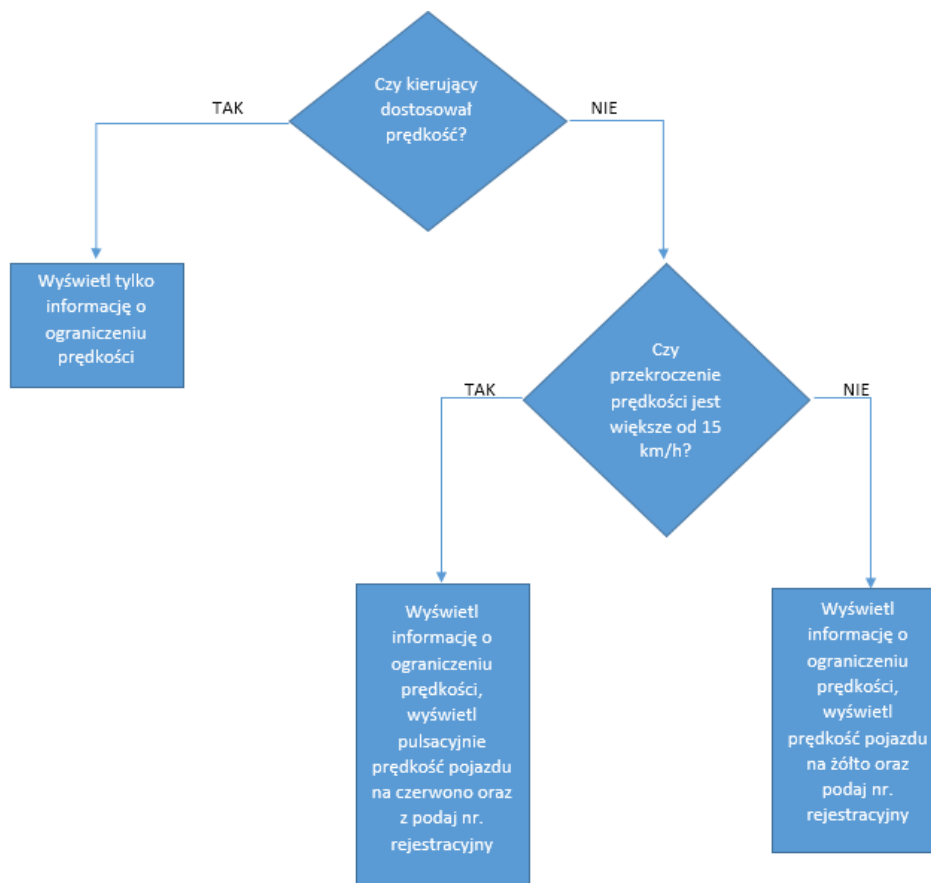 Czy kierujący
dostosował
prędkość?
TAK
NIE
Wyświetl tylko
informację o
ograniczeniu
prędkości
Czy
przekroczenie
prędkości jest
większe od 15
km/h?
TAK
NIE
Wyświetl
informację o
ograniczeniu
prędkości,
wyświetl
pulsacyjnie
prędkość pojazdu
na czerwono oraz
z podaj nr.
rejestracyjny
Wyświetl
informację o
ograniczeniu
prędkości,
wyświetl
prędkość pojazdu
na żółto oraz
podaj nr.
rejestracyjny